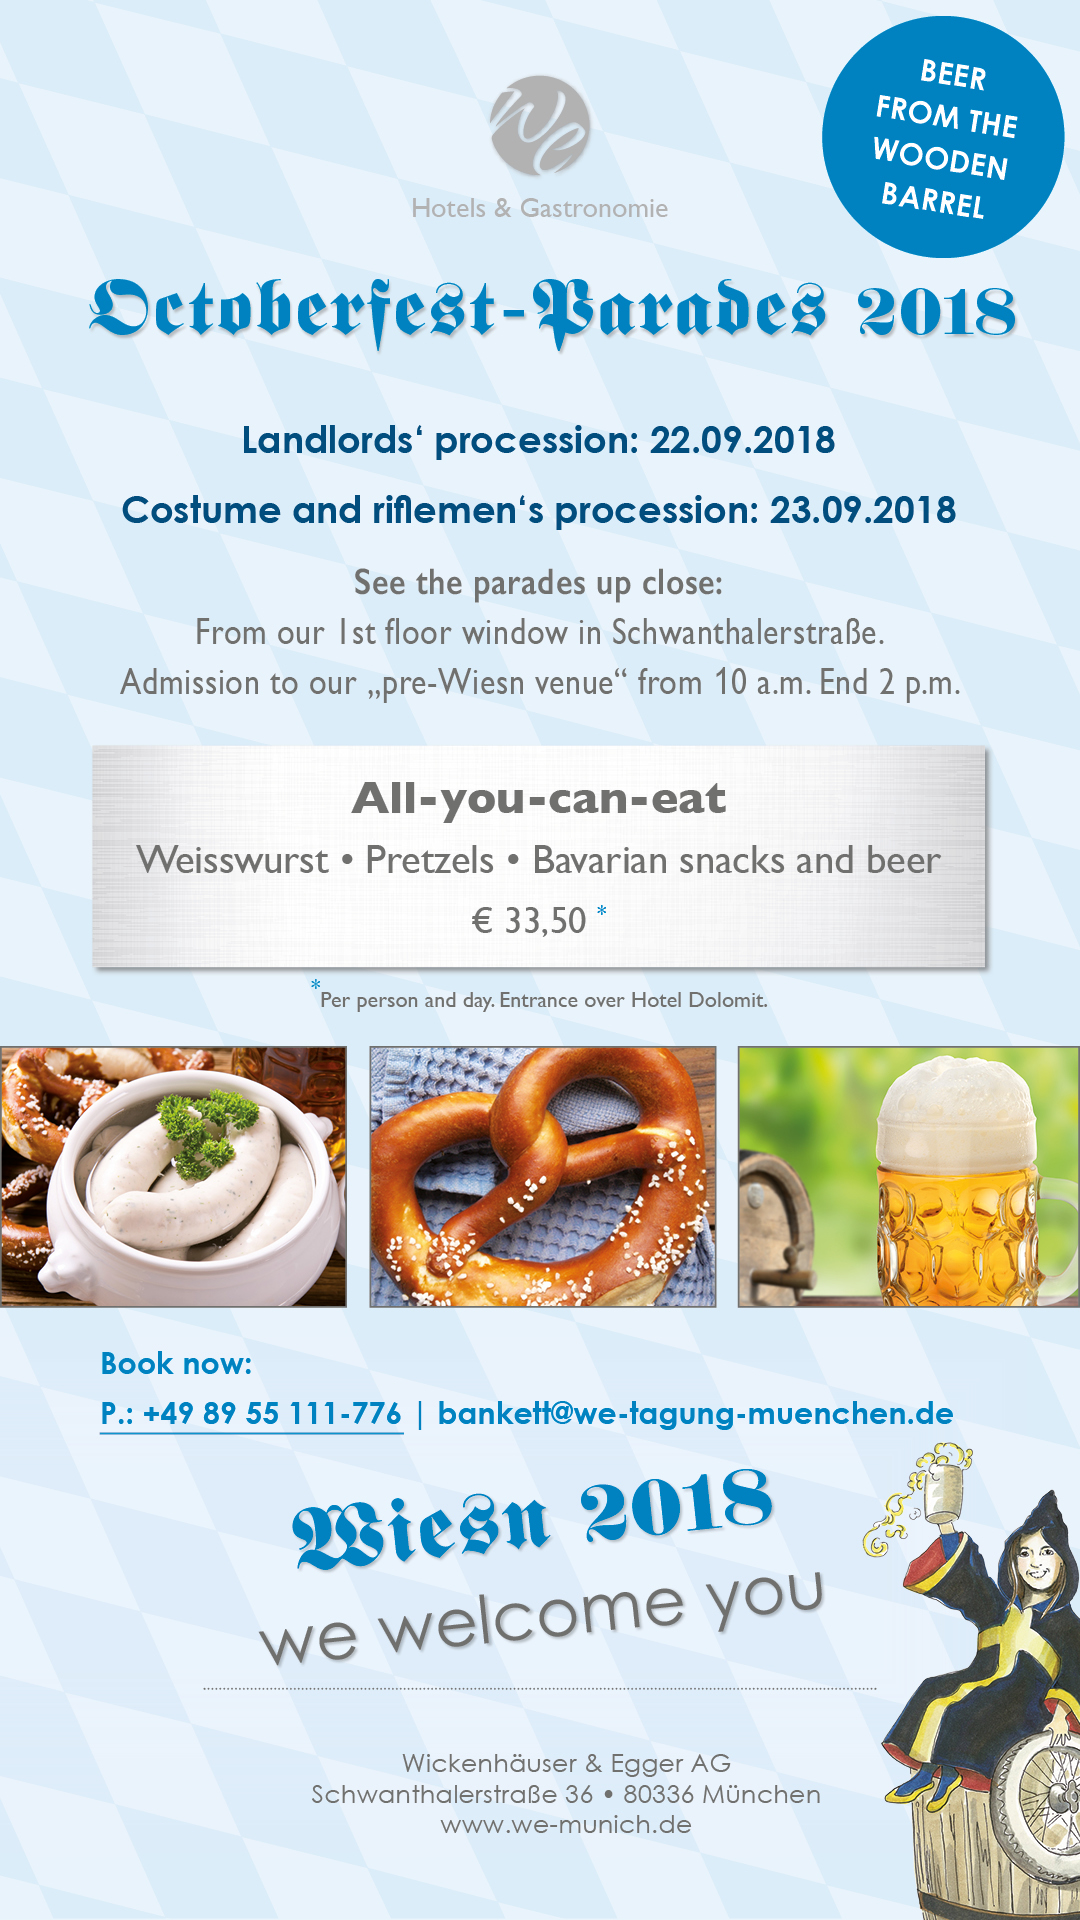 BEER
FROM THE
WOODEN
BARREL
We
Hotels & Gastronomie
Octoberfest-Parades 2018
Landlords‘ procession: 22.09.2018
Costume and riflemen‘s procession: 23.09.2018
See the parades up close:
From our 1st floor window in Schwanthalerstraße.
Admission to our „pre-Wiesn venue“ from 10 a.m. End 2 p.m.
All-you-can-eat
Weisswurst • Pretzels • Bavarian snacks and beer
€ 33,50 *
*Per person and day. Entrance over Hotel Dolomit.
Book now:
P.: +49 89 55 111-776 | bankett@we-tagung-muenchen.de
Wiesn 2018
we welcome you
Wickenhäuser & Egger AG
Schwanthalerstraße 36 • 80336 München
www.we-munich.de